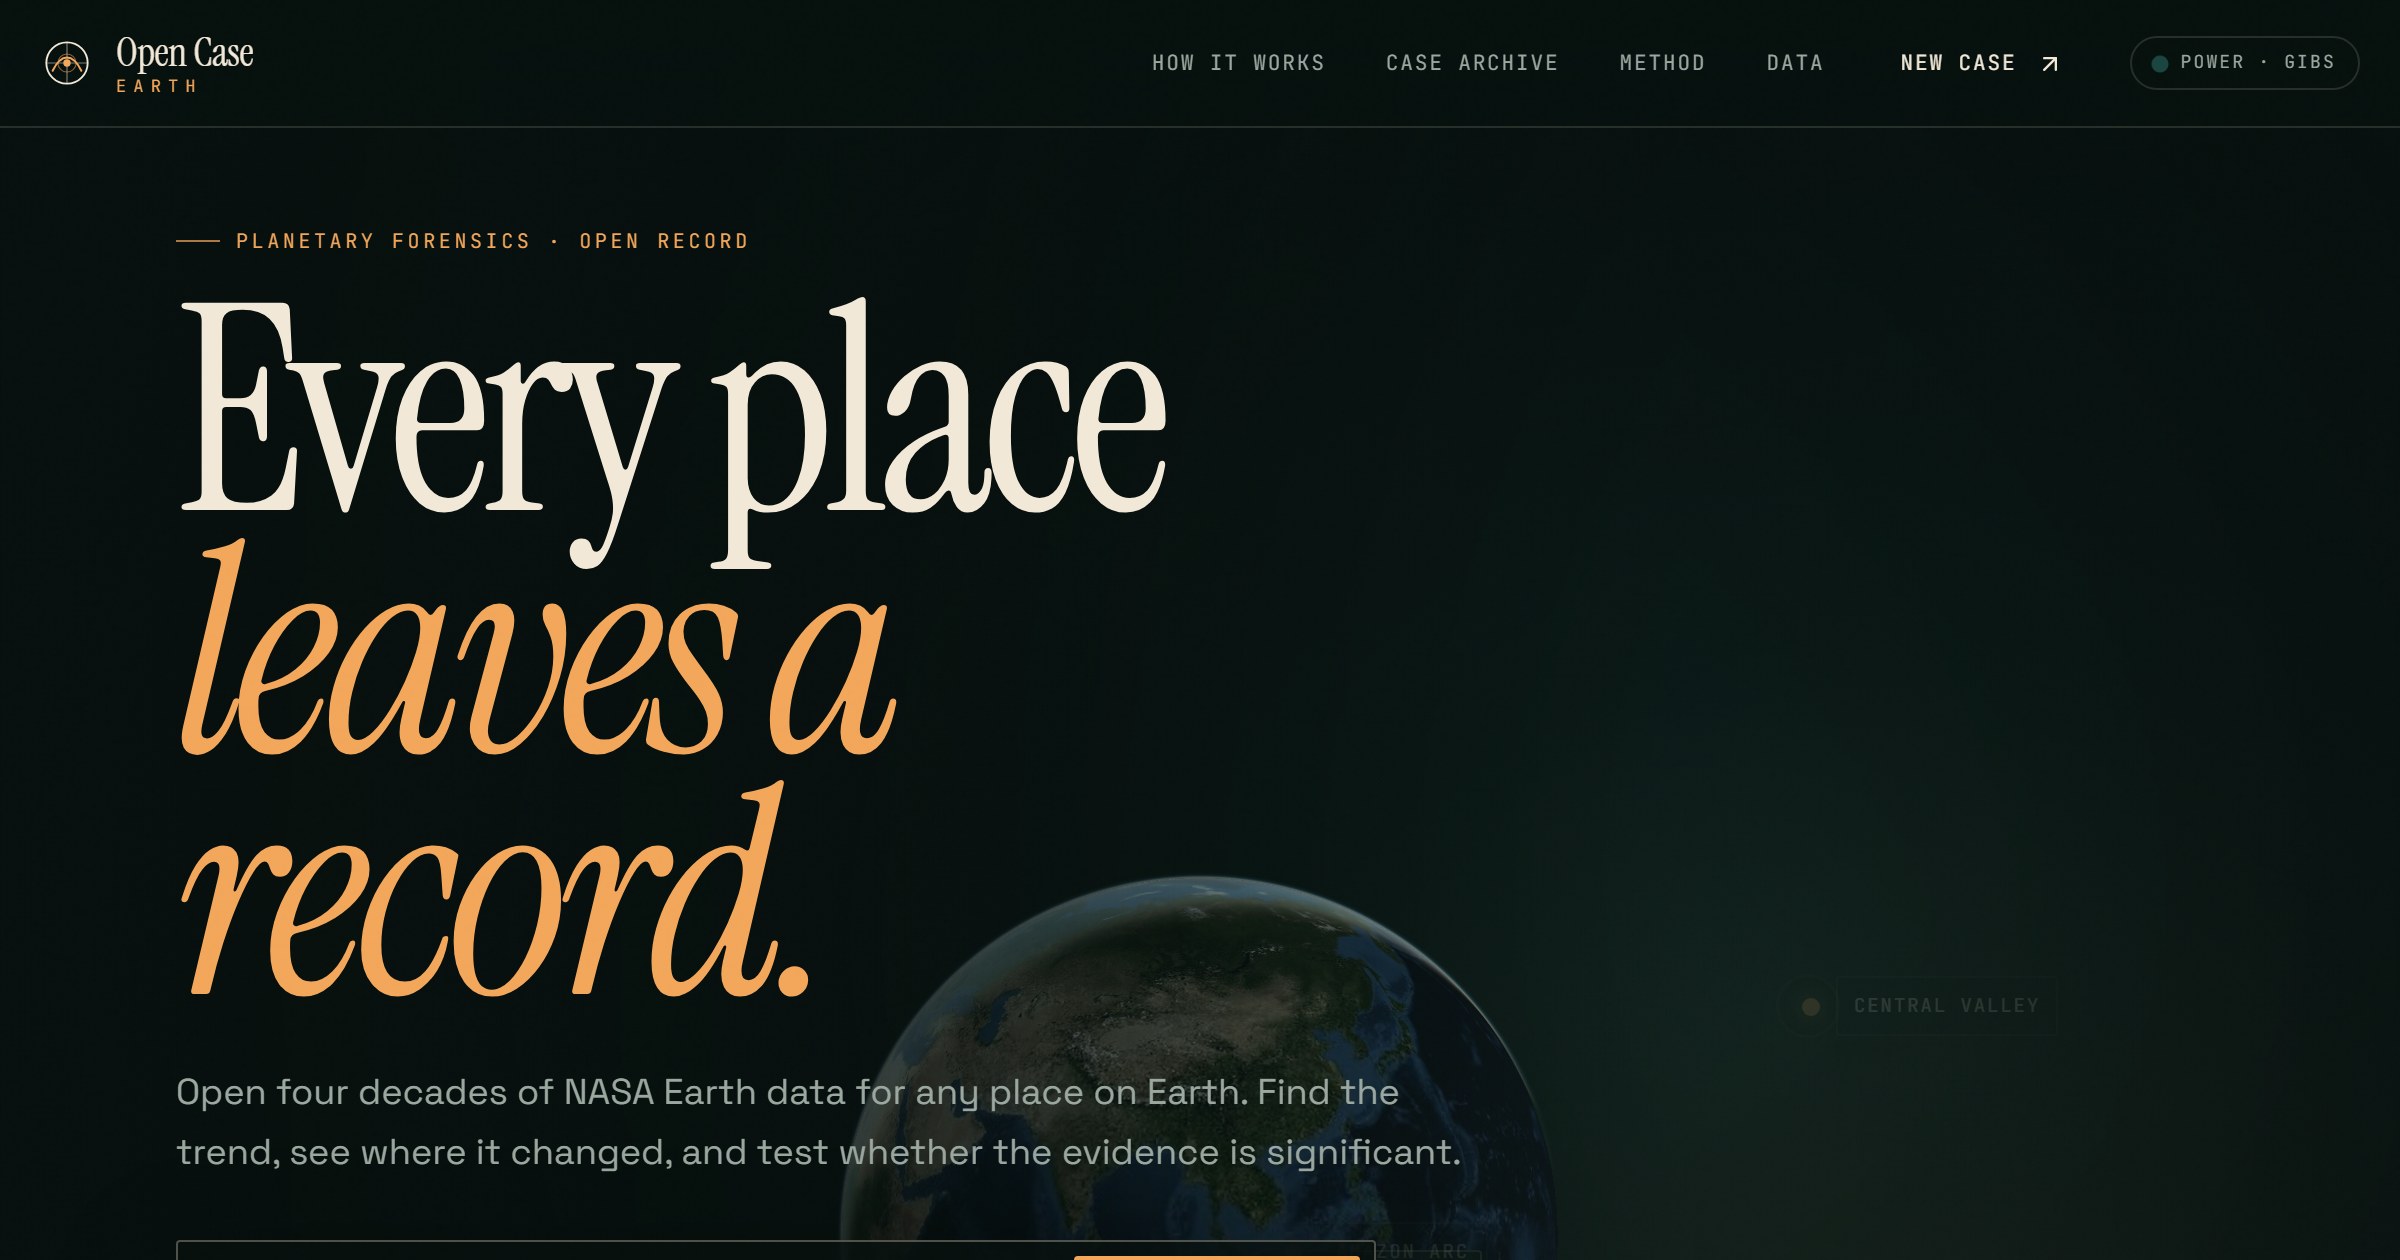 Open Case
EARTH
HOW IT WORKS
CASE ARCHIVE
METHOD
DATA
NEW CASE
POWER · GIBS
PLANETARY FORENSICS · OPEN RECORD
Every place
leaves a
record.
CENTRAL VALLEY
Open four decades of NASA Earth data for any place on Earth. Find the
trend, see where it changed, and test whether the evidence is significant.
ARC